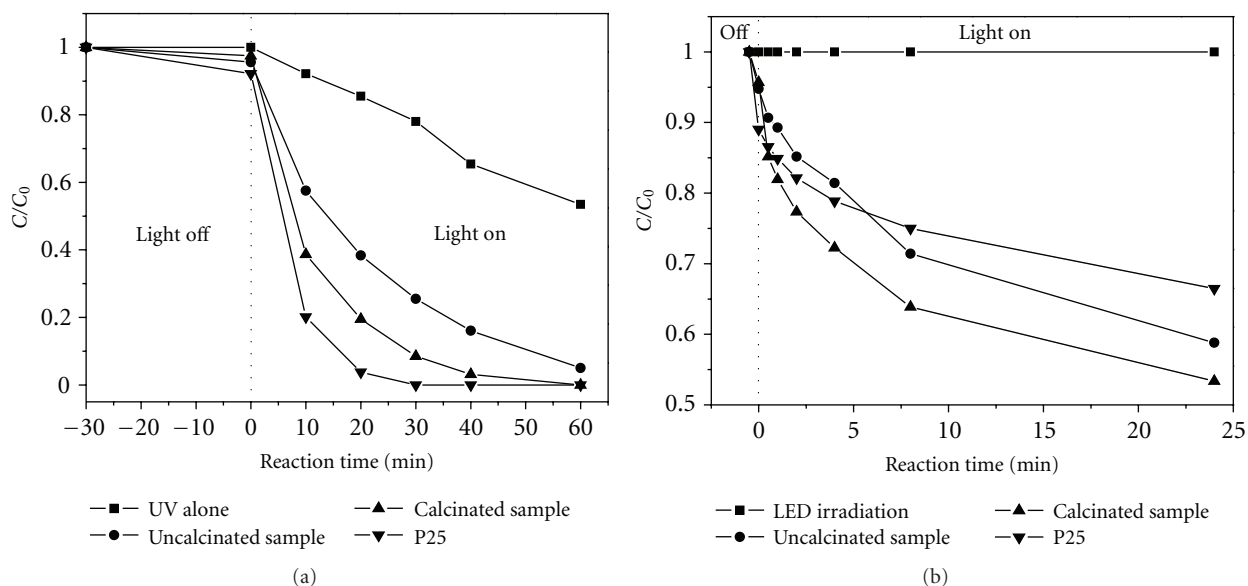 1
0.8
0.6
0.4
0.2
0
C/C0
Light off
Light on
−30
−20
−10
0
10
20
30
40
50
60
Reaction time (min)
UV alone
Uncalcinated sample
Calcinated sample
P25
(a)
Off
Light on
1
0.9
0.8
0.7
0.6
0.5
C/C0
0
5
10
15
20
25
Reaction time (min)
LED irradiation
Uncalcinated sample
Calcinated sample
P25
(b)